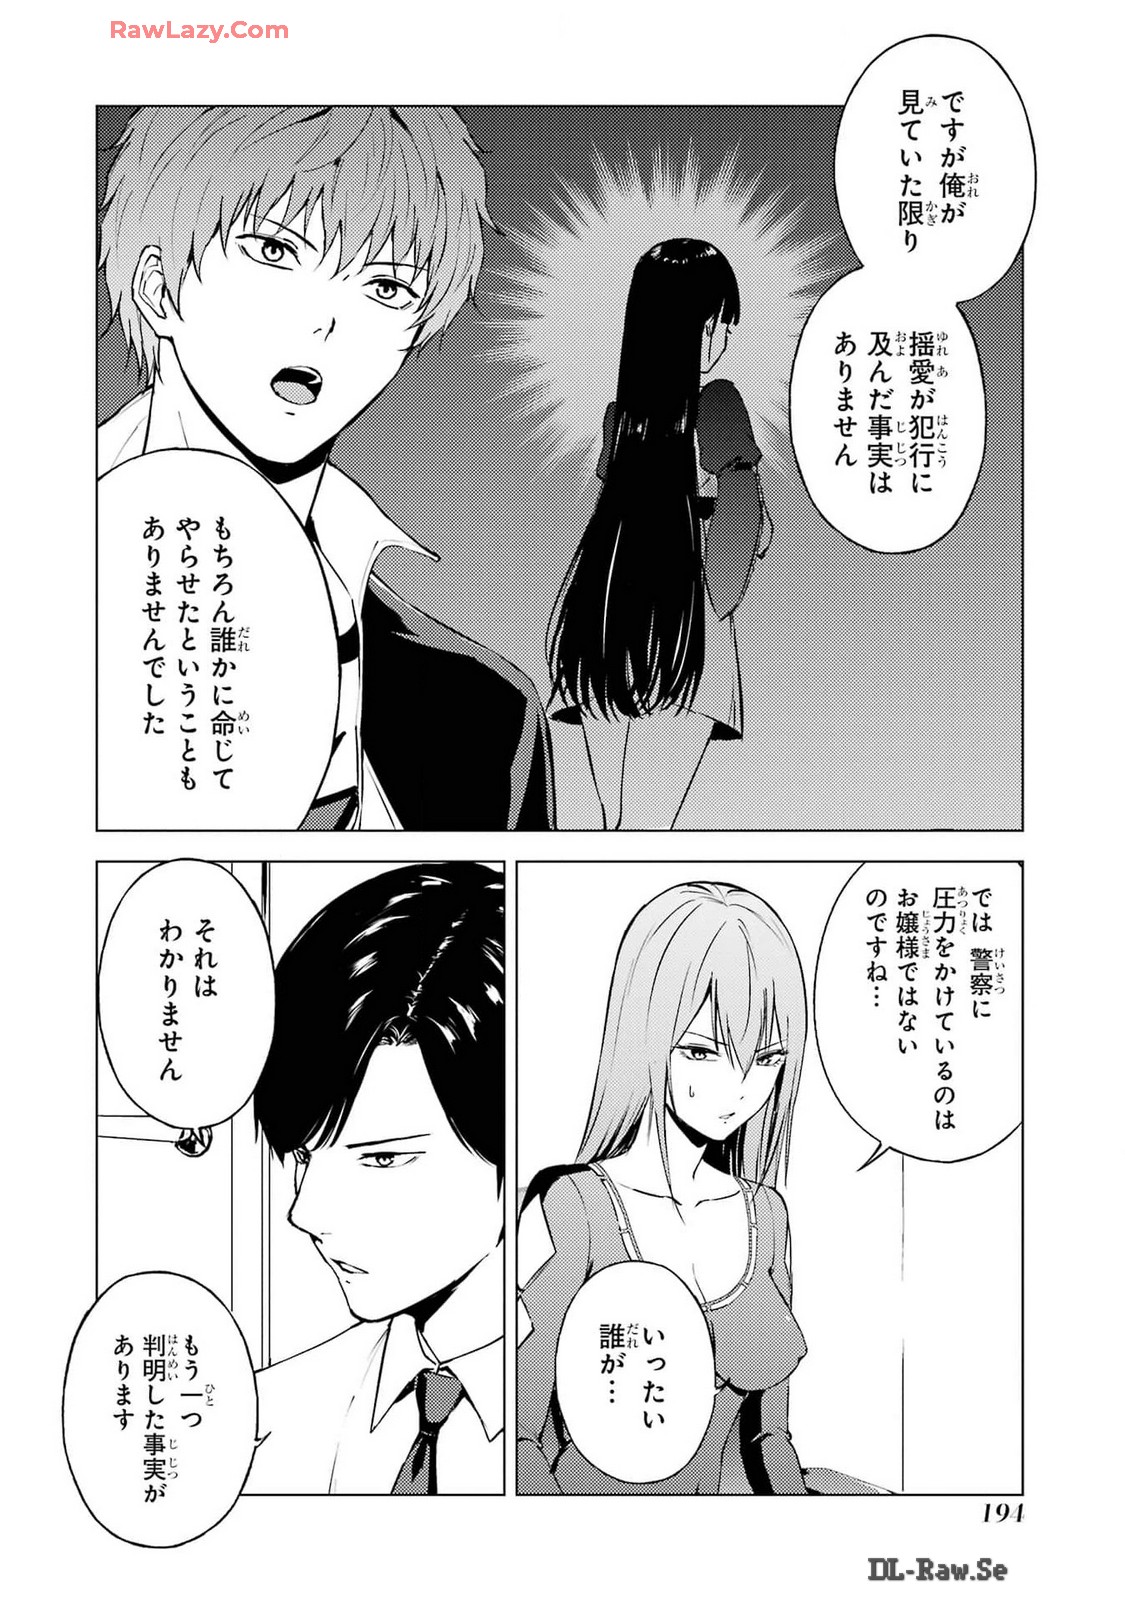 RawLazy.Com
ですが俺が
見ていた限り
揺愛が犯行に
及んだ事実は
ありません
もちろん誰かに命じて
やらせたということも
ありませんでした
では 警察に
圧力をかけているのは
お嬢様ではない
のですね…
いったい
誰が…
それは
わかりません
もう一つ
判明した事実が
あります
194
DL-Raw.Se